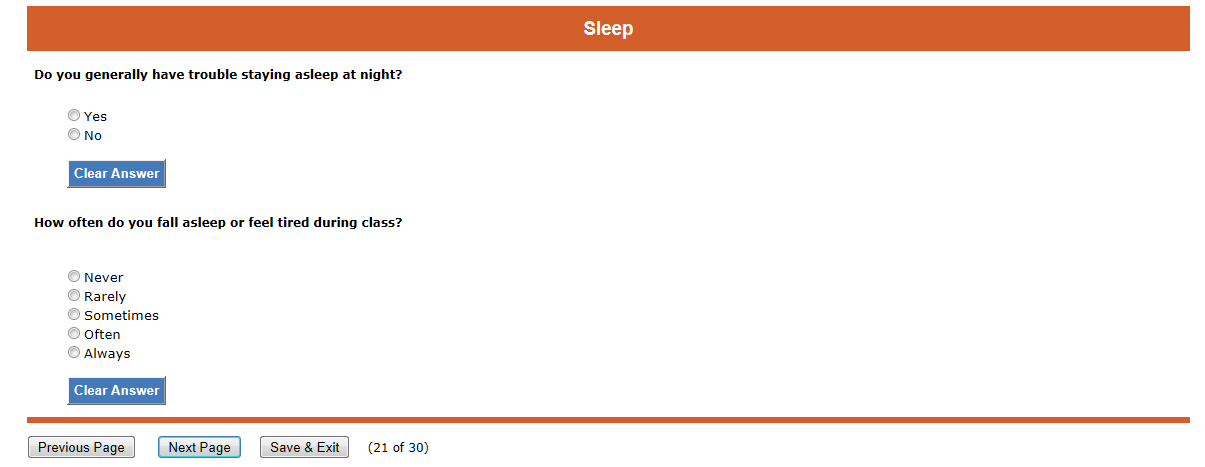 Sleep
Do you generally have trouble staying asleep at night?
Yes
No
Clear Answer
How often do you fall asleep or feel tired during class?
Never
Rarely
Sometimes
Often
Always
Clear Answer
Previous Page Next Page Save & Exit (21 of 30)